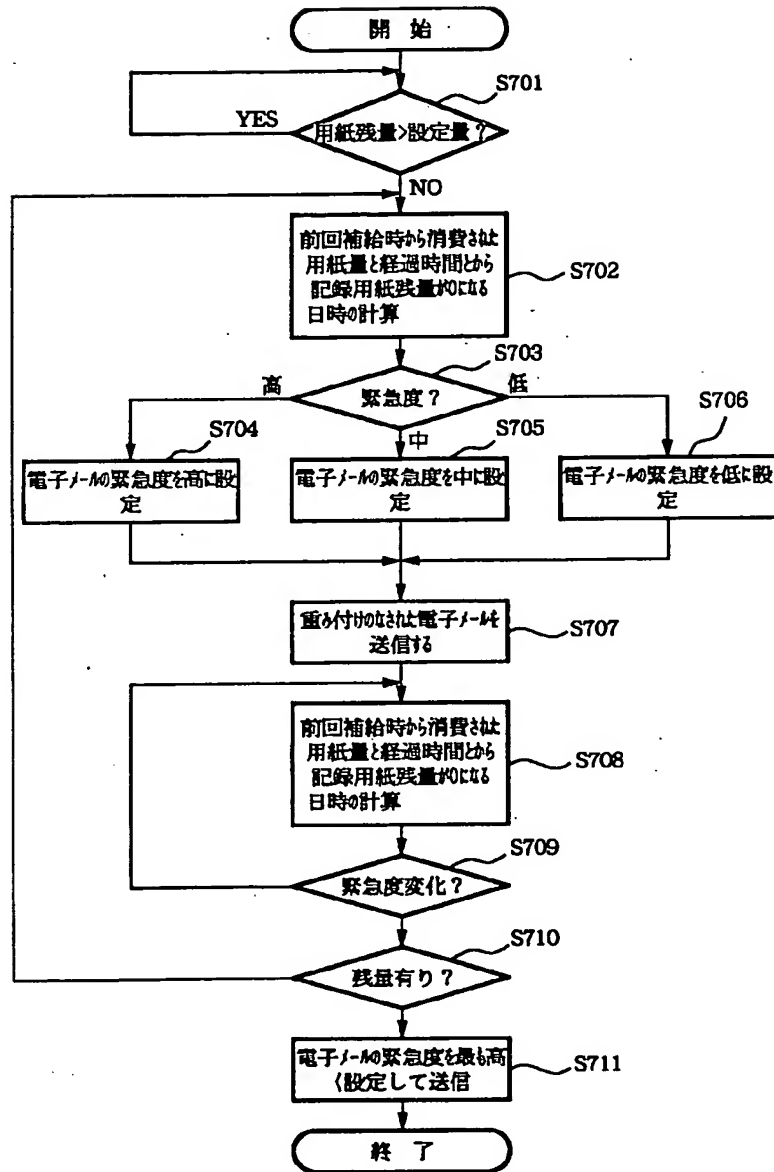 開 始
S701
YES
用紙残量>設定量?
NO
前回補給時から消費された
用紙量と経過時間とから
記録用紙残量が0になる
日時の計算
S702
S703
高
緊急度?
低
中
S704
S705
S706
電子メールの緊急度を高に設
定
電子メールの緊急度を中に設
定
電子メールの緊急度を低に設
定
重み付けのなされた電子メールを
送信する
S707
前回補給時から消費された
用紙量と経過時間とから
記録用紙残量が0になる
日時の計算
S708
S709
緊急度変化?
S710
残量有り?
電子メールの緊急度を最も高
く設定して送信
S711
終 了